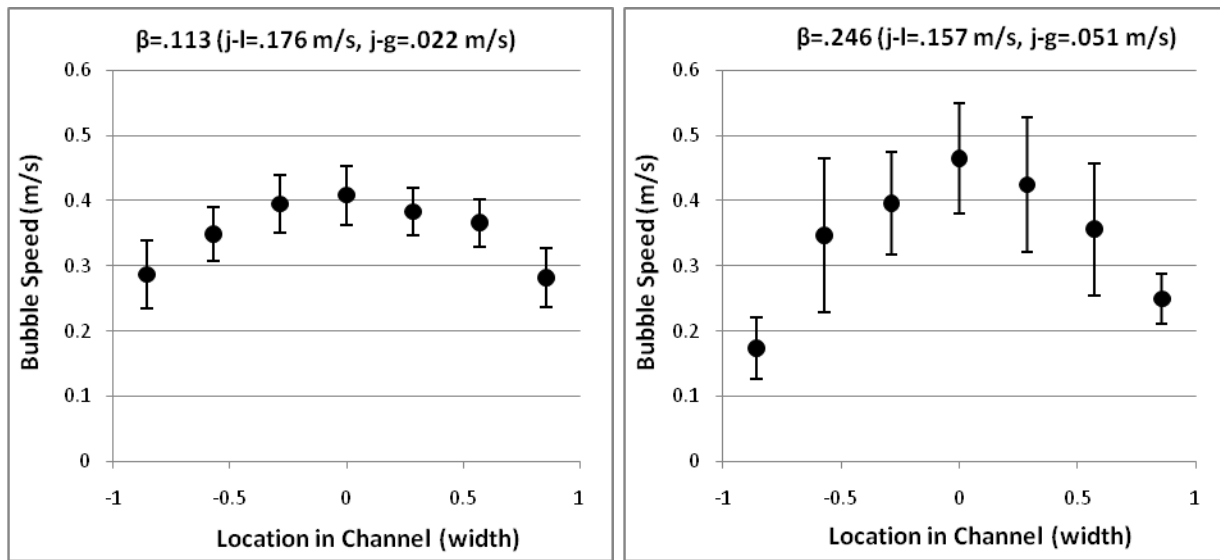 β=.113 (j-l=.176 m/s, j-g=.022 m/s)
0.6
0.5
0.4
0.3
0.2
0.1
0
Bubble Speed (m/s)
-1 -0.5 0 0.5 1
Location in Channel (width)
β=.246 (j-l=.157 m/s, j-g=.051 m/s)
0.6
0.5
0.4
0.3
0.2
0.1
0
Bubble Speed (m/s)
-1 -0.5 0 0.5 1
Location in Channel (width)